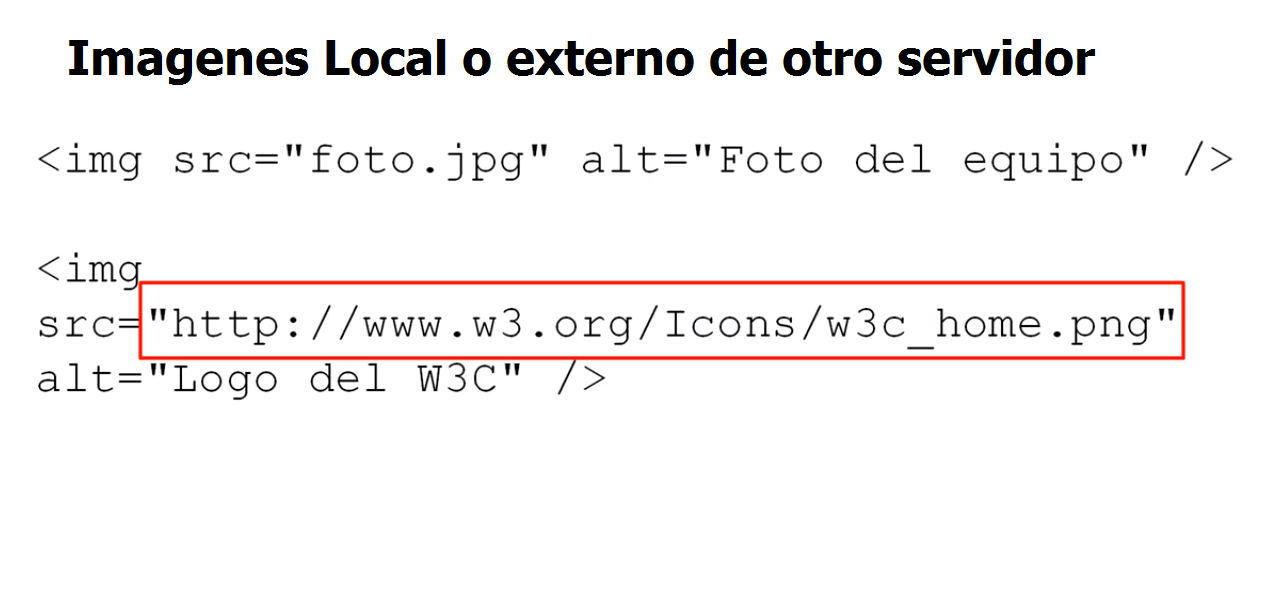 Imagenes Local o externo de otro servidor
<img src="foto.jpg" alt="Foto del equipo" />
<img
src="http://www.w3.org/Icons/w3c_home.png"
alt="Logo del W3C" />